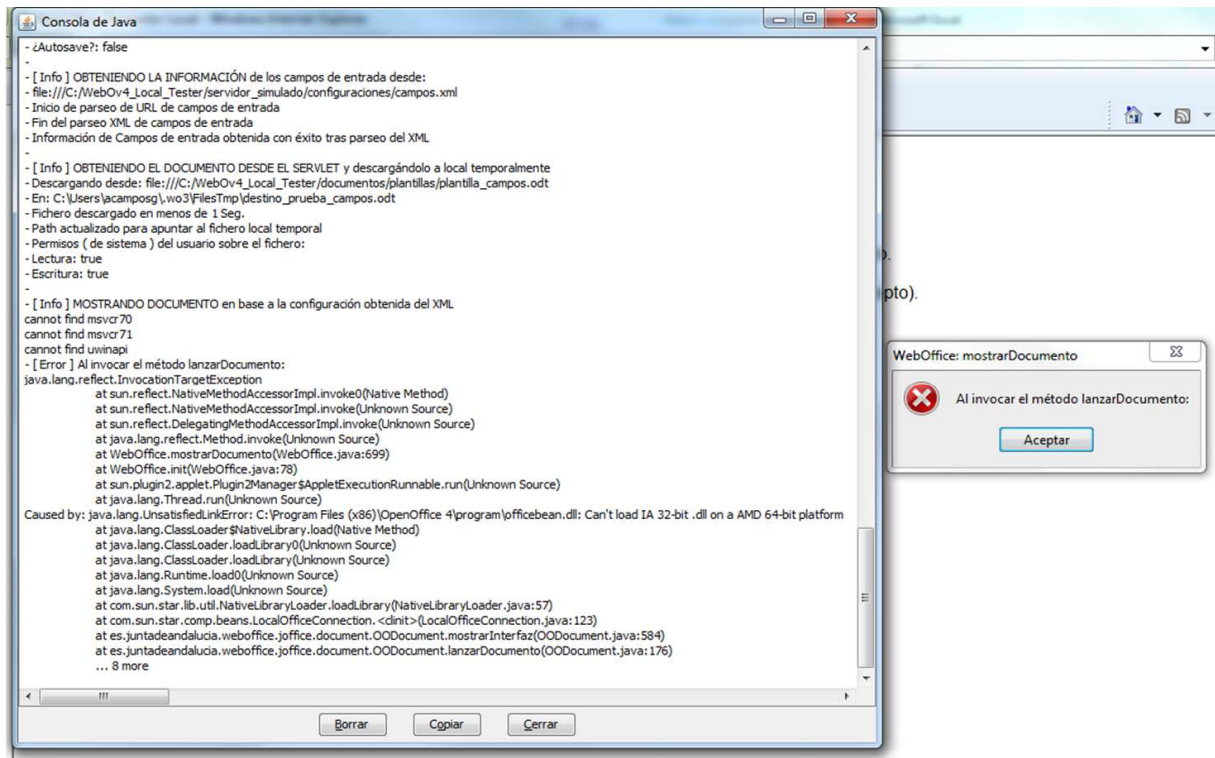 Consola de Java
- ¿Autosave?: false
-
- [ Info ] OBTENIENDO LA INFORMACIÓN de los campos de entrada desde:
- file:///C:/WebOv4_Local_Tester/servidor_simulado/configuraciones/campos.xml
- Inicio de parseo de URL de campos de entrada
- Fin del parseo XML de campos de entrada
- Información de Campos de entrada obtenida con éxito tras parseo del XML
-
- [ Info ] OBTENIENDO EL DOCUMENTO DESDE EL SERVLET y descargándolo a local temporalmente
- Descargando desde: file:///C:/WebOv4_Local_Tester/documentos/plantillas/plantilla_campos.odt
- En: C:\Users\acamposg\.wo3\FilesTmp\destino_prueba_campos.odt
- Fichero descargado en menos de 1 Seg.
- Path actualizado para apuntar al fichero local temporal
- Permisos ( de sistema ) del usuario sobre el fichero:
- Lectura: true
- Escritura: true
-
- [ Info ] MOSTRANDO DOCUMENTO en base a la configuración obtenida del XML
cannot find msvcr70
cannot find msvcr71
cannot find uwinapi
- [ Error ] Al invocar el método lanzarDocumento:
java.lang.reflect.InvocationTargetException
at sun.reflect.NativeMethodAccessorImpl.invoke0(Native Method)
at sun.reflect.NativeMethodAccessorImpl.invoke(Unknown Source)
at sun.reflect.DelegatingMethodAccessorImpl.invoke(Unknown Source)
at java.lang.reflect.Method.invoke(Unknown Source)
at WebOffice.mostrarDocumento(WebOffice.java:699)
at WebOffice.init(WebOffice.java:78)
at sun.plugin2.applet.Plugin2Manager$AppletExecutionRunnable.run(Unknown Source)
at java.lang.Thread.run(Unknown Source)
Caused by: java.lang.UnsatisfiedLinkError: C:\Program Files (x86)\OpenOffice 4\program\officebean.dll: Can't load IA 32-bit .dll on a AMD 64-bit platform
at java.lang.ClassLoader$NativeLibrary.load(Native Method)
at java.lang.ClassLoader.loadLibrary0(Unknown Source)
at java.lang.ClassLoader.loadLibrary(Unknown Source)
at java.lang.Runtime.load0(Unknown Source)
at java.lang.System.load(Unknown Source)
at com.sun.star.lib.util.NativeLibraryLoader.loadLibrary(NativeLibraryLoader.java:57)
at com.sun.star.comp.beans.LocalOfficeConnection.<clinit>(LocalOfficeConnection.java:123)
at es.juntadeandalucia.weboffice.joffice.document.OODocument.mostrarInterfaz(OODocument.java:584)
at es.juntadeandalucia.weboffice.joffice.document.OODocument.lanzarDocumento(OODocument.java:176)
... 8 more
Borrar Copiar Cerrar
pto).
WebOffice: mostrarDocumento
Al invocar el método lanzarDocumento:
Aceptar